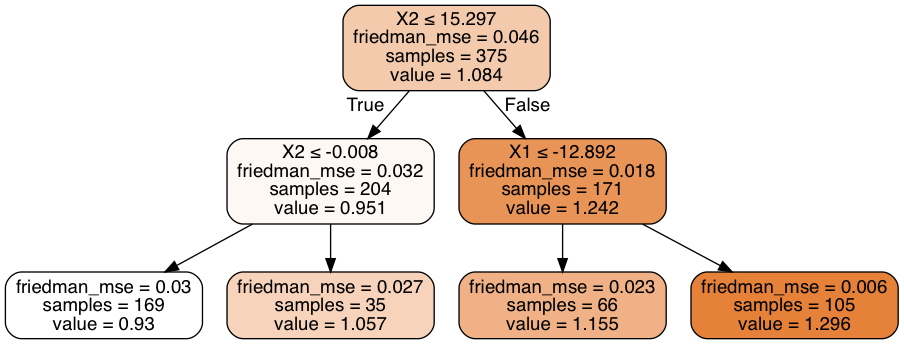 X2 ≤ 15.297
friedman_mse = 0.046
samples = 375
value = 1.084
True
False
X2 ≤ -0.008
friedman_mse = 0.032
samples = 204
value = 0.951
X1 ≤ -12.892
friedman_mse = 0.018
samples = 171
value = 1.242
friedman_mse = 0.03
samples = 169
value = 0.93
friedman_mse = 0.027
samples = 35
value = 1.057
friedman_mse = 0.023
samples = 66
value = 1.155
friedman_mse = 0.006
samples = 105
value = 1.296